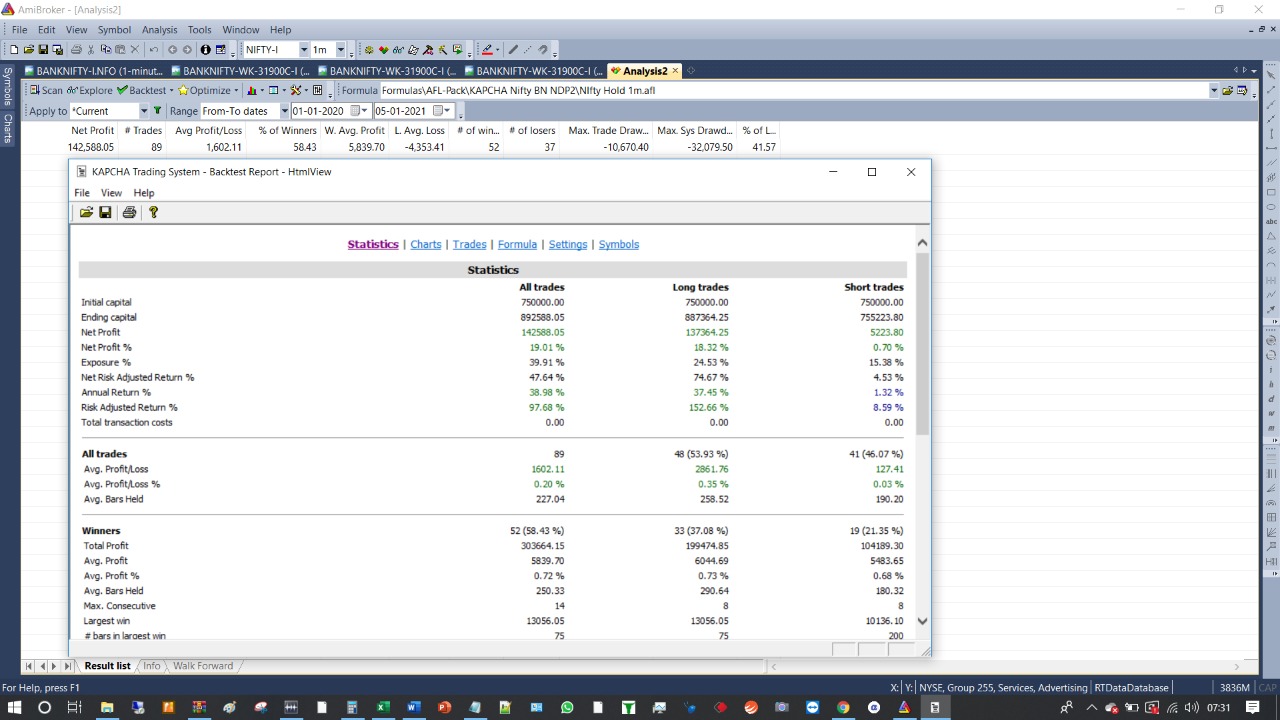 AmiBroker - [Analysis2]
File Edit View Symbol Analysis Tools Window Help
NIFTY-I 1m
BANKNIFTY-I.NFO (1-minut... BANKNIFTY-WK-31900C-I (... BANKNIFTY-WK-31900C-I (... BANKNIFTY-WK-31900C-I (... Analysis2
Scan Explore Backtest Optimize Formula Formulas\AFL-Pack\KAPCHA Nifty BN NDP2\NIfty Hold 1m.afl
Apply to *Current Range From-To dates 01-01-2020 05-01-2021
Symbols
Charts
Net Profit # Trades Avg Profit/Loss % of Winners W. Avg. Profit L. Avg. Loss # of win... # of losers Max. Trade Draw... Max. Sys Drawd... % of L...
142,588.05 89 1,602.11 58.43 5,839.70 -4,353.41 52 37 -10,670.40 -32,079.50 41.57
KAPCHA Trading System - Backtest Report - HtmlView
File View Help
Statistics | Charts | Trades | Formula | Settings | Symbols
Statistics
All trades Long trades Short trades
Initial capital 750000.00 750000.00 750000.00
Ending capital 892588.05 887364.25 755223.80
Net Profit 142588.05 137364.25 5223.80
Net Profit % 19.01 % 18.32 % 0.70 %
Exposure % 39.91 % 24.53 % 15.38 %
Net Risk Adjusted Return % 47.64 % 74.67 % 4.53 %
Annual Return % 38.98 % 37.45 % 1.32 %
Risk Adjusted Return % 97.68 % 152.66 % 8.59 %
Total transaction costs 0.00 0.00 0.00
All trades 89 48 (53.93 %) 41 (46.07 %)
Avg. Profit/Loss 1602.11 2861.76 127.41
Avg. Profit/Loss % 0.20 % 0.35 % 0.03 %
Avg. Bars Held 227.04 258.52 190.20
Winners 52 (58.43 %) 33 (37.08 %) 19 (21.35 %)
Total Profit 303664.15 199474.85 104189.30
Avg. Profit 5839.70 6044.69 5483.65
Avg. Profit % 0.72 % 0.73 % 0.68 %
Avg. Bars Held 250.33 290.64 180.32
Max. Consecutive 14 8 8
Largest win 13056.05 13056.05 10136.10
# bars in largest win 75 75 200
abc
i
h
d
w
m
Result list Info Walk Forward
For Help, press F1 X: Y: NYSE, Group 255, Services, Advertising RTDataDatabase 3836M CAP
07:31